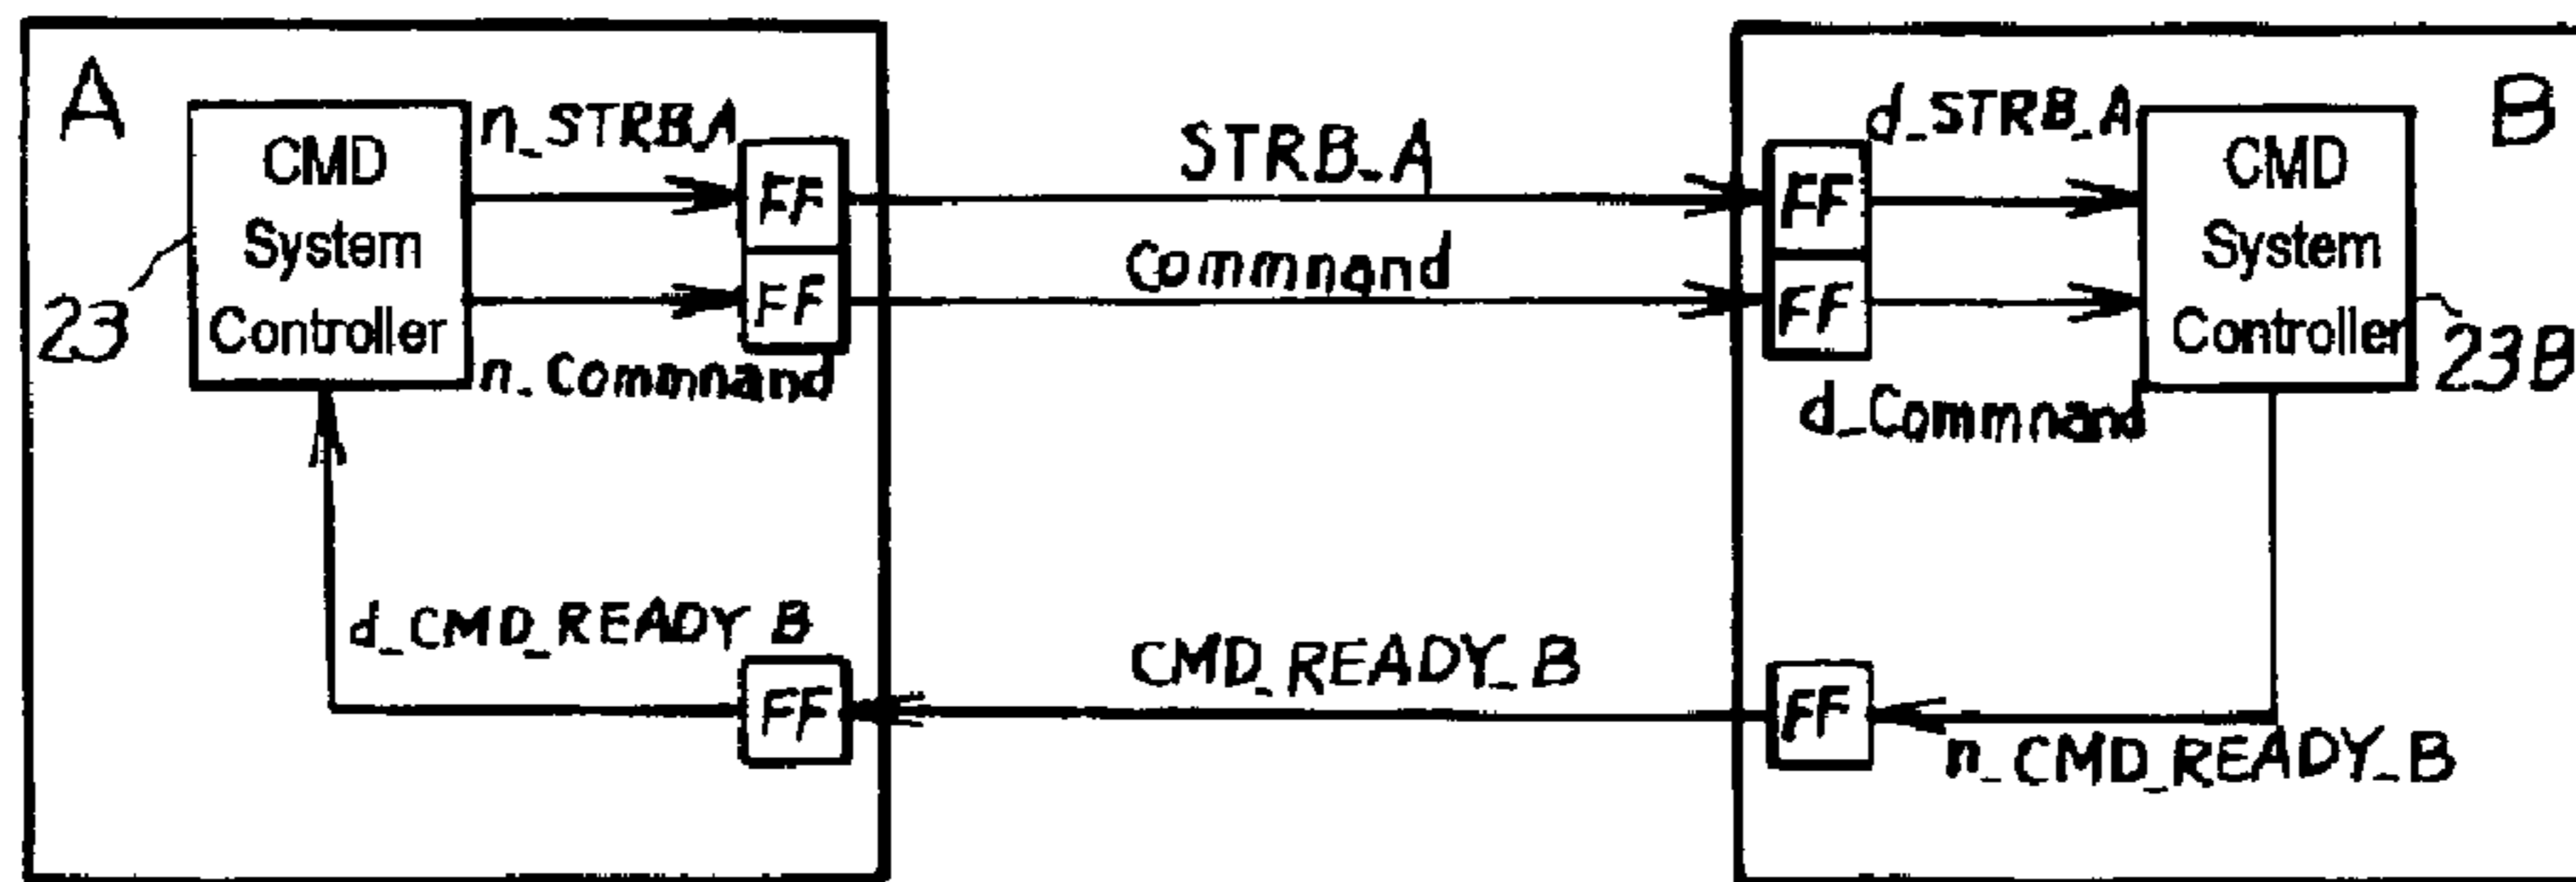 A
CMD
System
Controller
23
n_STRB.A
FF
FF
n_Commnand
d_CMD_READY B
FF
STRB_A
Commnand
CMD_READY_B
B
d_STRB_A
FF
FF
d_Commnand
CMD
System
Controller
23B
FF
n_CMD_READY_B